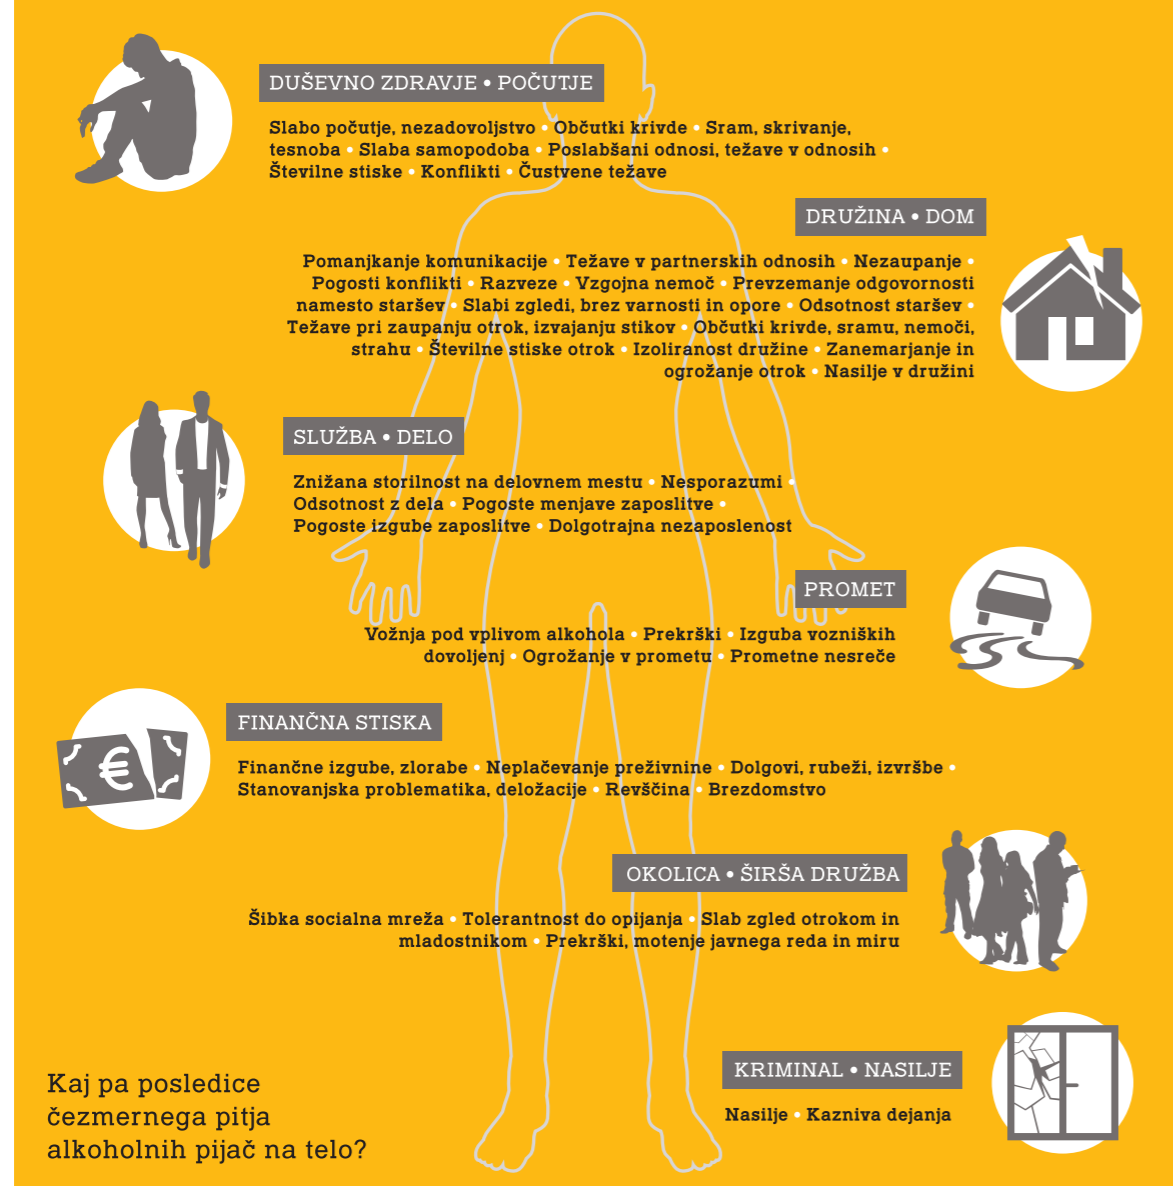 DUŠEVNO ZDRAVJE • POČUTJE
Slabo počutje, nezadovoljstvo • Občutki krivde • Sram, skrivanje,
tesnoba • Slaba samopodoba • Poslabšani odnosi, težave v odnosih •
Številne stiske • Konflikti • Čustvene težave
DRUŽINA • DOM
Pomanjkanje komunikacije • Težave v partnerskih odnosih • Nezaupanje •
Pogosti konflikti • Razveze • Vzgojna nemoč • Prevzemanje odgovornosti
namesto staršev • Slabi zgledi, brez varnosti in opore • Odsotnost staršev •
Težave pri zaupanju otrok, izvajanju stikov • Občutki krivde, sramu, nemoči,
strahu • Številne stiske otrok • Izoliranost družine • Zanemarjanje in
ogrožanje otrok • Nasilje v družini
SLUŽBA • DELO
Znižana storilnost na delovnem mestu • Nesporazumi •
Odsotnost z dela • Pogoste menjave zaposlitve •
Pogoste izgube zaposlitve • Dolgotrajna nezaposlenost
PROMET
Vožnja pod vplivom alkohola • Prekrški • Izguba vozniških
dovoljenj • Ogrožanje v prometu • Prometne nesreče
FINANČNA STISKA
€
Finančne izgube, zlorabe • Neplačevanje preživnine • Dolgovi, rubeži, izvršbe •
Stanovanjska problematika, deložacije • Revščina • Brezdomstvo
OKOLICA • ŠIRŠA DRUŽBA
Šibka socialna mreža • Tolerantnost do opijanja • Slab zgled otrokom in
mladostnikom • Prekrški, motenje javnega reda in miru
KRIMINAL • NASILJE
Nasilje • Kazniva dejanja
Kaj pa posledice
čezmernega pitja
alkoholnih pijač na telo?